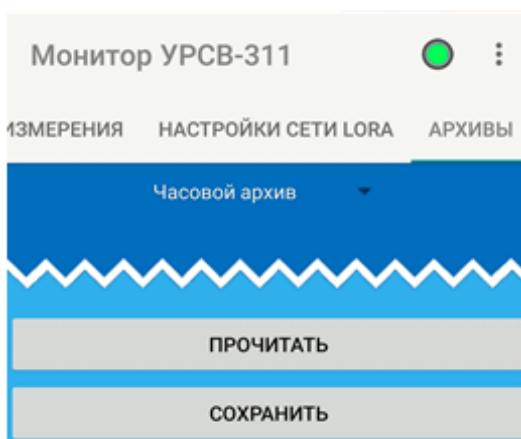 Монитор УРСВ-311
ИЗМЕРЕНИЯ НАСТРОЙКИ СЕТИ LORA АРХИВЫ
Часовой архив
ПРОЧИТАТЬ
СОХРАНИТЬ